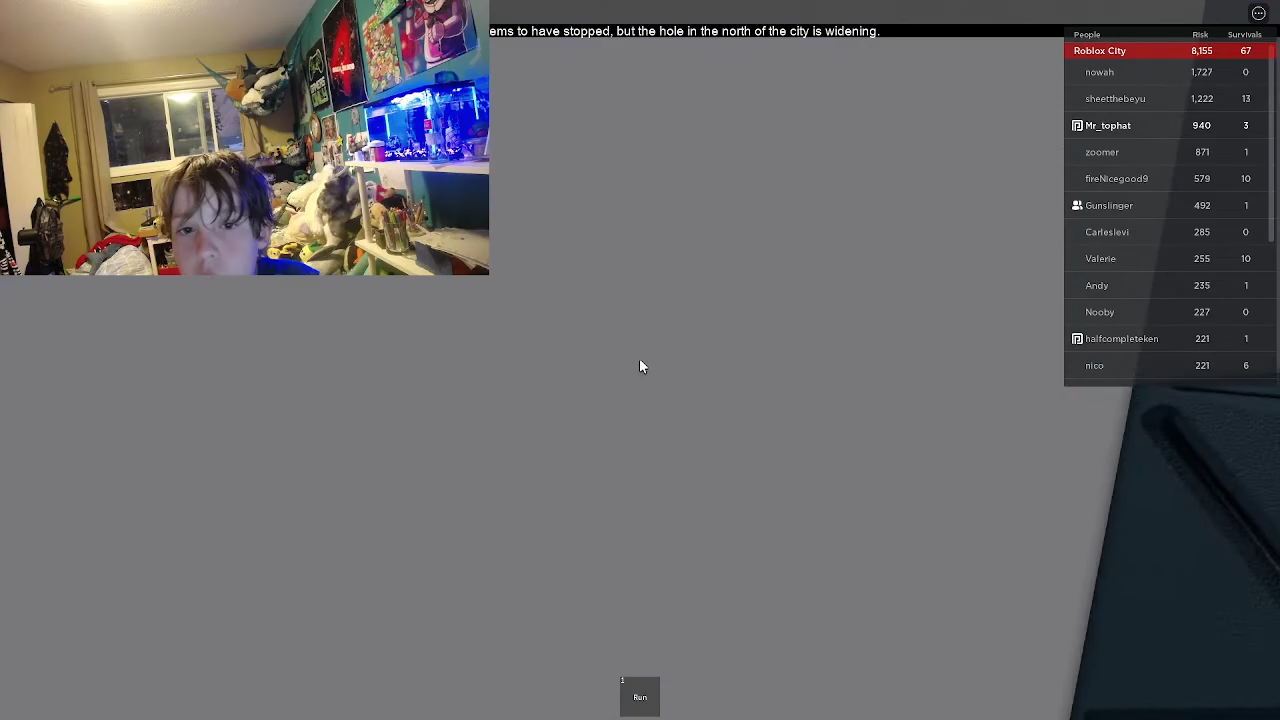 ems to have stopped, but the hole in the north of the city is widening.
People Risk Survivals
Roblox City 8,155 67
nowah 1,727 0
sheetthebeyu 1,222 13
Mr_tophat 940 3
zoomer 871 1
fireNicegood9 579 10
Gunslinger 492 1
Carleslevi 285 0
Valerie 255 10
Andy 235 1
Nooby 227 0
halfcompleteken 221 1
nico 221 6
1
Run